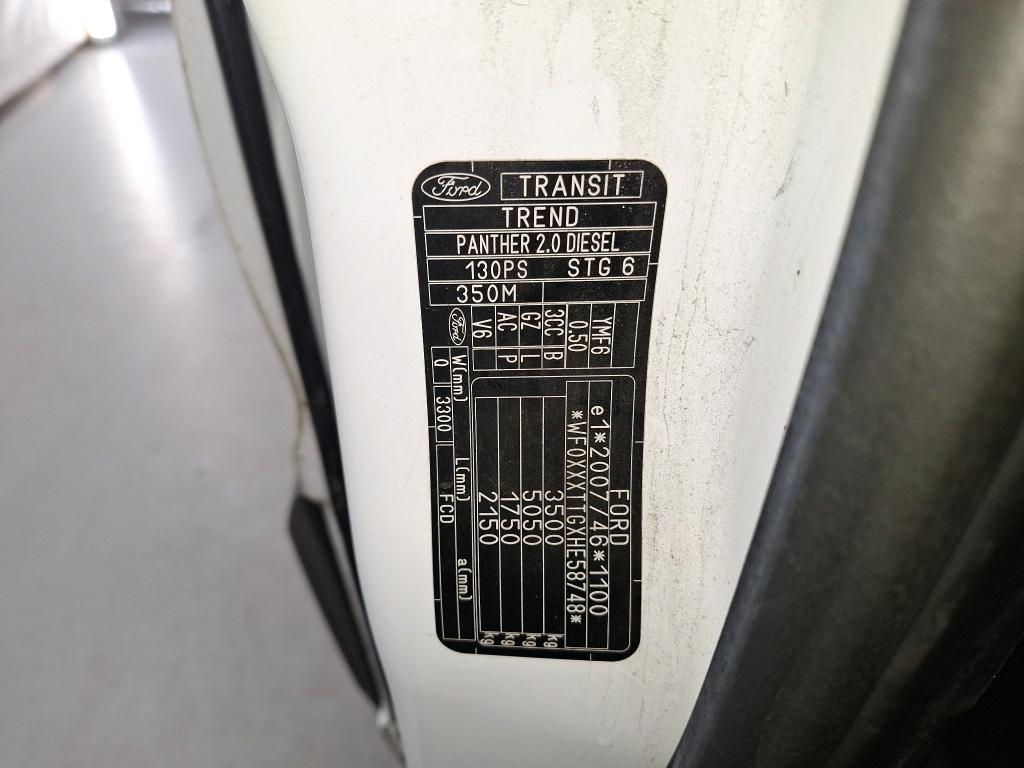 Ford TRANSIT
TREND
PANTHER 2.0 DIESEL
130PS STG 6
350M
YMF6
0.50
3CC B
GZ L
AC P
V6
Ford
FORD
e1*2007/46*1100
*WF0XXXTTGXHE58748*
3500 kg
5050 kg
1750 kg
2150 kg
W(mm) L(mm) a(mm)
0 3300 FCD